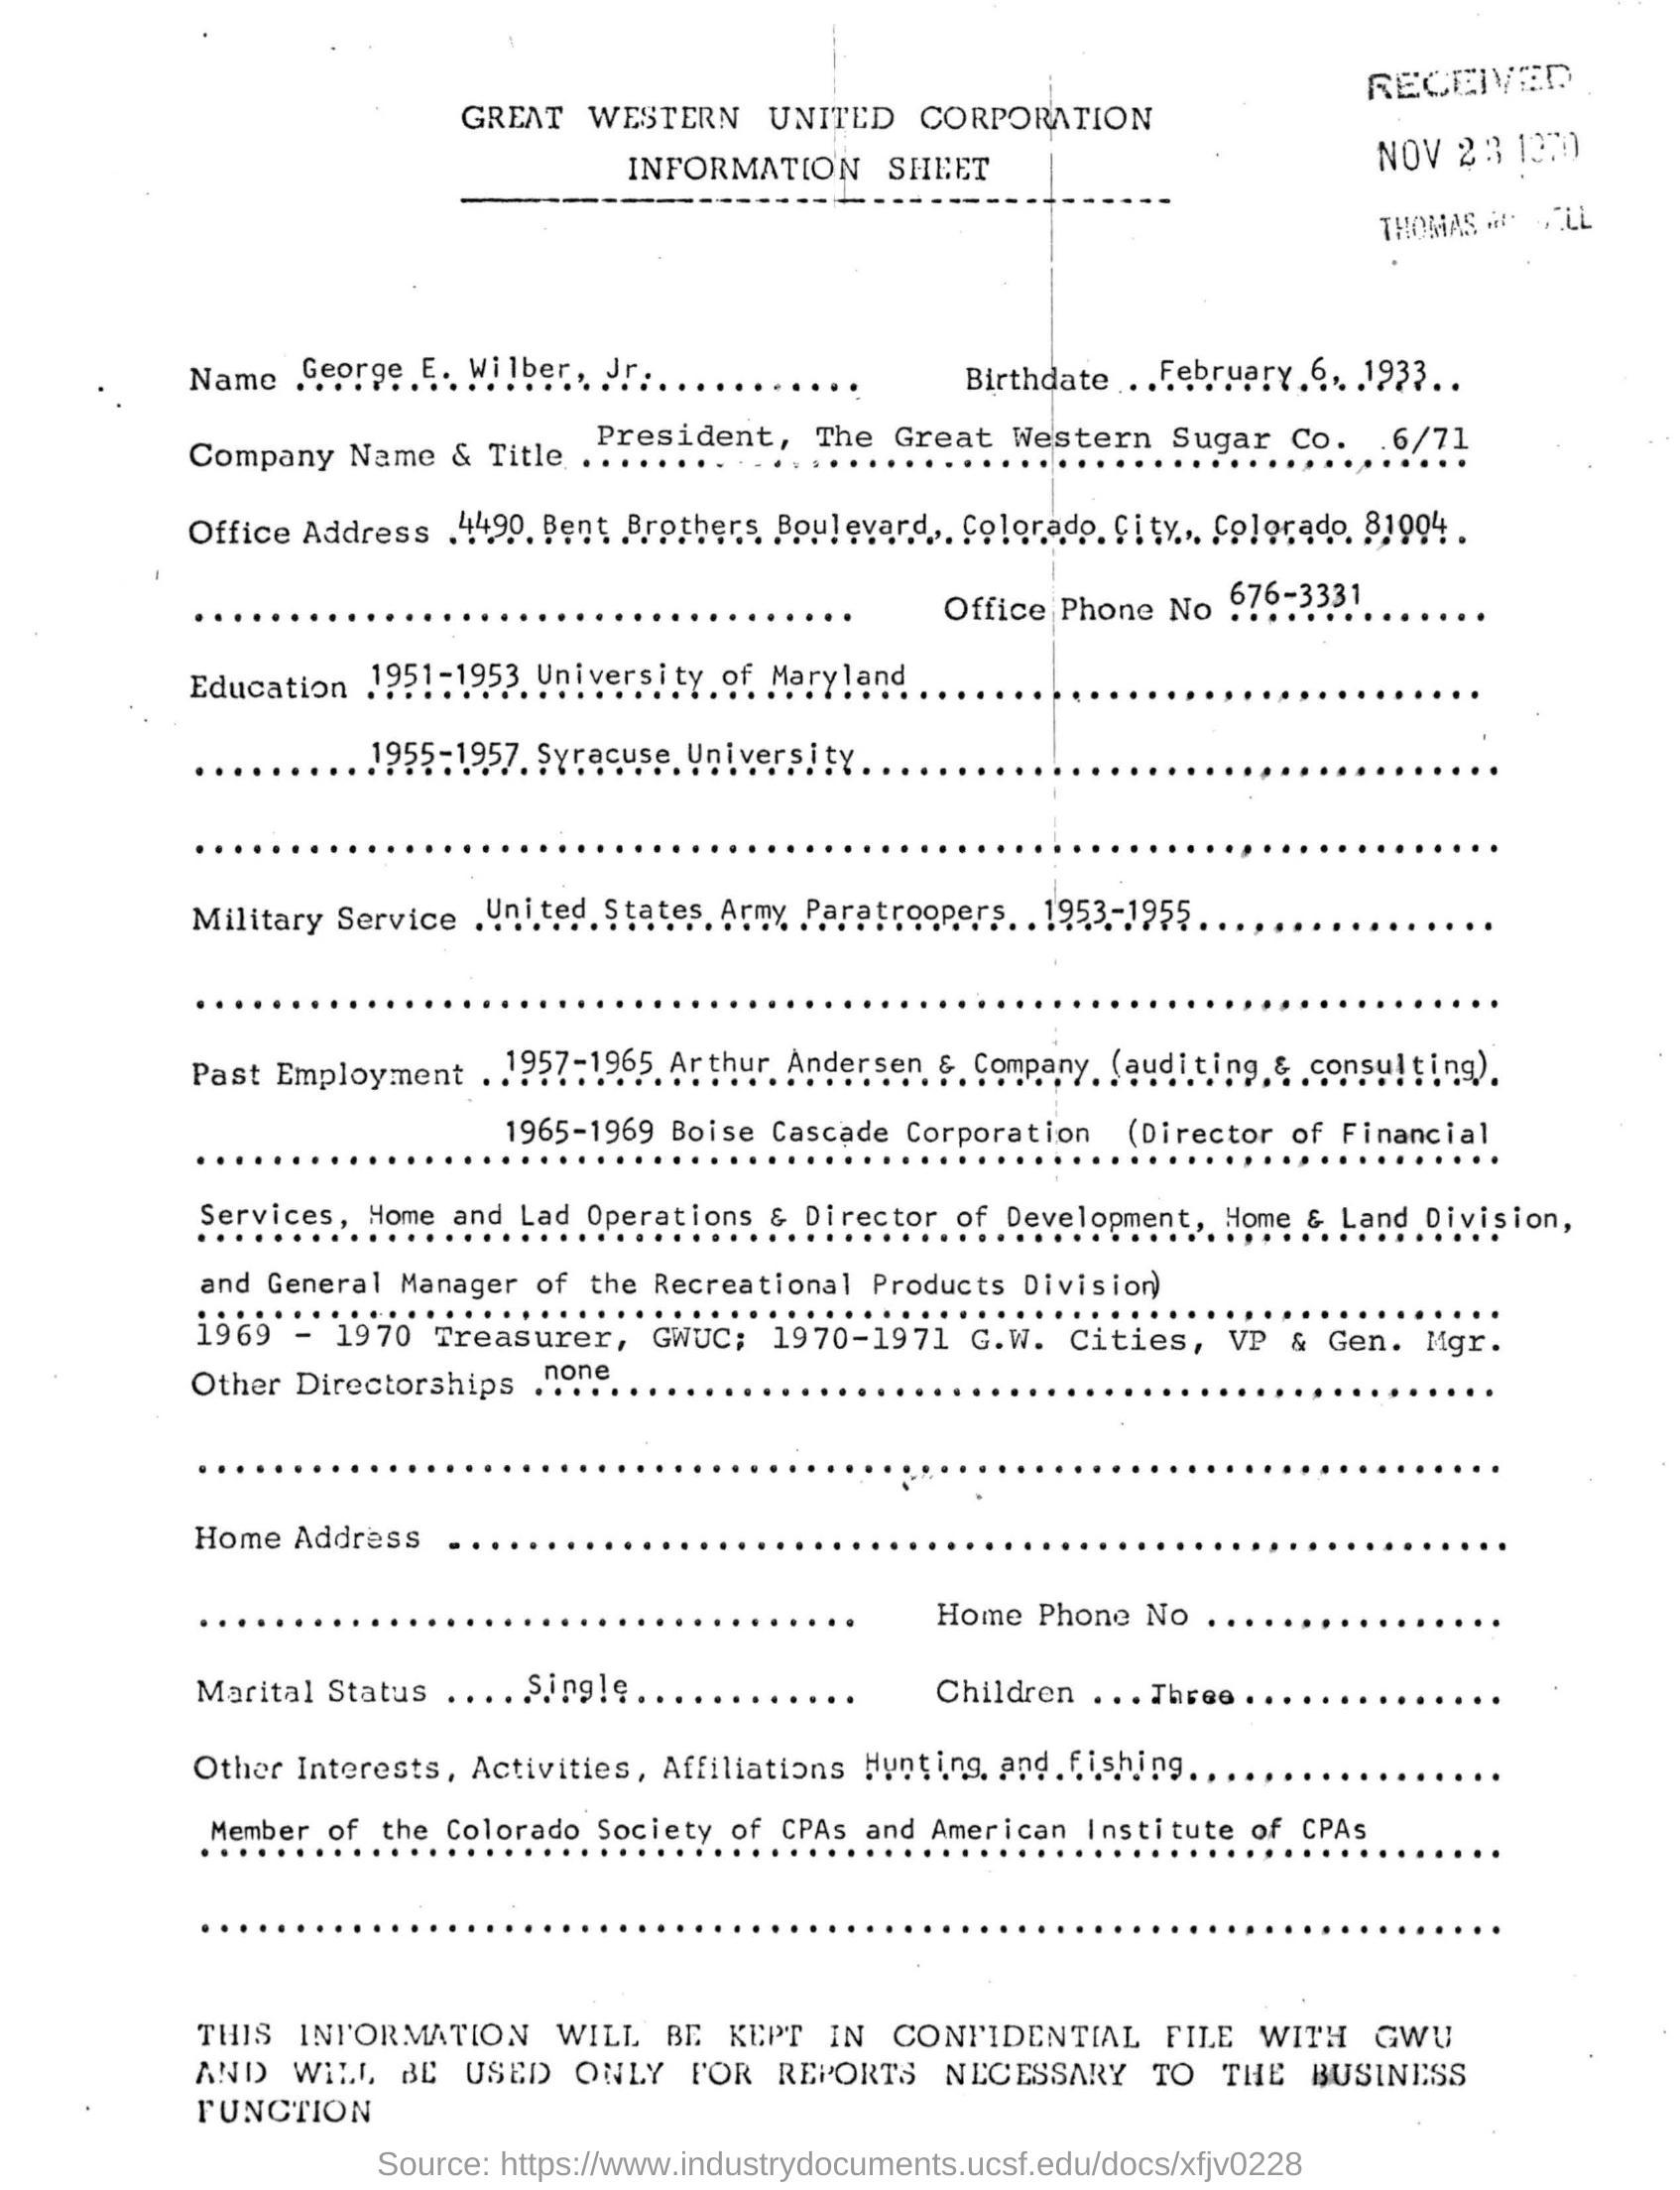 RECEIVED
GREAT WESTERN UNITED CORPORATION
INFORMATION SHEET
NOV 23 1970
THOMAS
Name George E. Wilber, Jr. Birthdate February 6, 1933
Company Name & Title President, The Great Western Sugar Co. 6/71
Office Address 4490 Bent Brothers Boulevard, Colorado City, Colorado 81004
Office Phone No 676-3331
Education 1951-1953 University of Maryland
1955-1957 Syracuse University
Military Service United States Army Paratroopers 1953-1955
Past Employment 1957-1965 Arthur Andersen & Company (auditing & consulting)
1965-1969 Boise Cascade Corporation (Director of Financial
Services, Home and Lad Operations & Director of Development, Home & Land Division,
and General Manager of the Recreational Products Division)
1969 - 1970 Treasurer, GWUC; 1970-1971 G.W. Cities, VP & Gen. Mgr.
Other Directorships none
Home Address
Home Phone No
Marital Status Single Children Three
Other Interests, Activities, Affiliations Hunting and fishing
Member of the Colorado Society of CPAs and American Institute of CPAs
THIS INFORMATION WILL BE KEPT IN CONFIDENTIAL FILE WITH GWU
AND WILL BE USED ONLY FOR REPORTS NECESSARY TO THE BUSINESS
FUNCTION
Source: https://www.industrydocuments.ucsf.edu/docs/xfjv0228